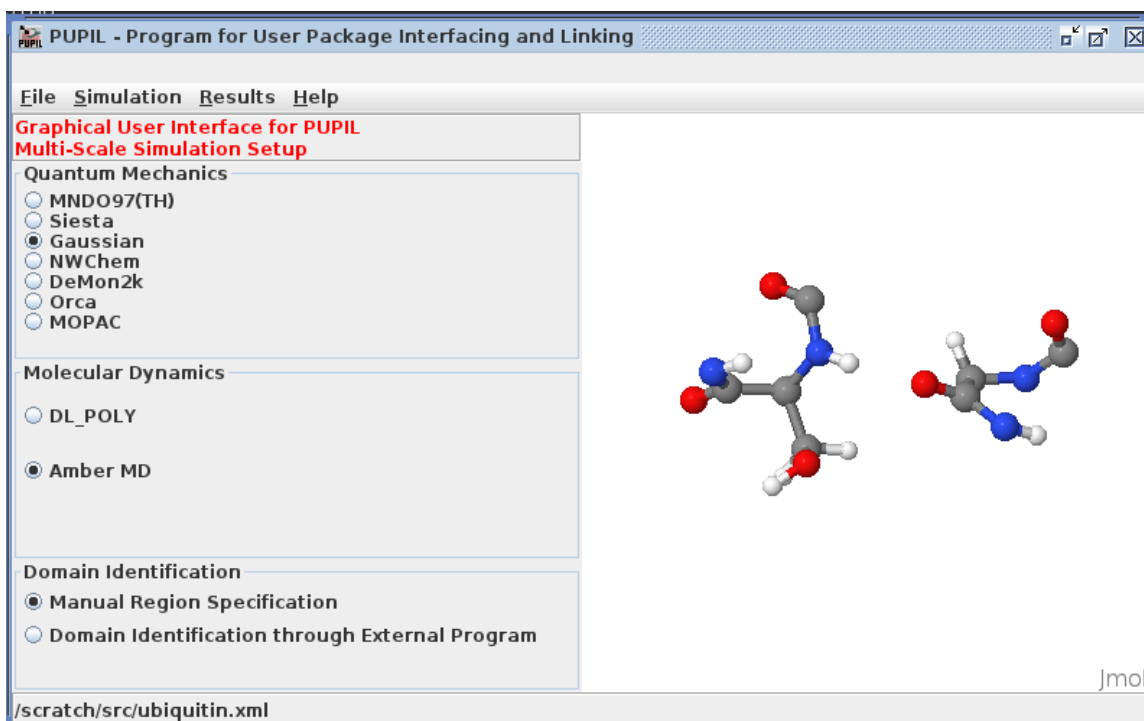 PUPIL
PUPIL - Program for User Package Interfacing and Linking
File Simulation Results Help
Graphical User Interface for PUPIL
Multi-Scale Simulation Setup
Quantum Mechanics
MNDO97(TH)
Siesta
Gaussian
NWChem
DeMon2k
Orca
MOPAC
Molecular Dynamics
DL_POLY
Amber MD
Domain Identification
Manual Region Specification
Domain Identification through External Program
Jmol
/scratch/src/ubiquitin.xml